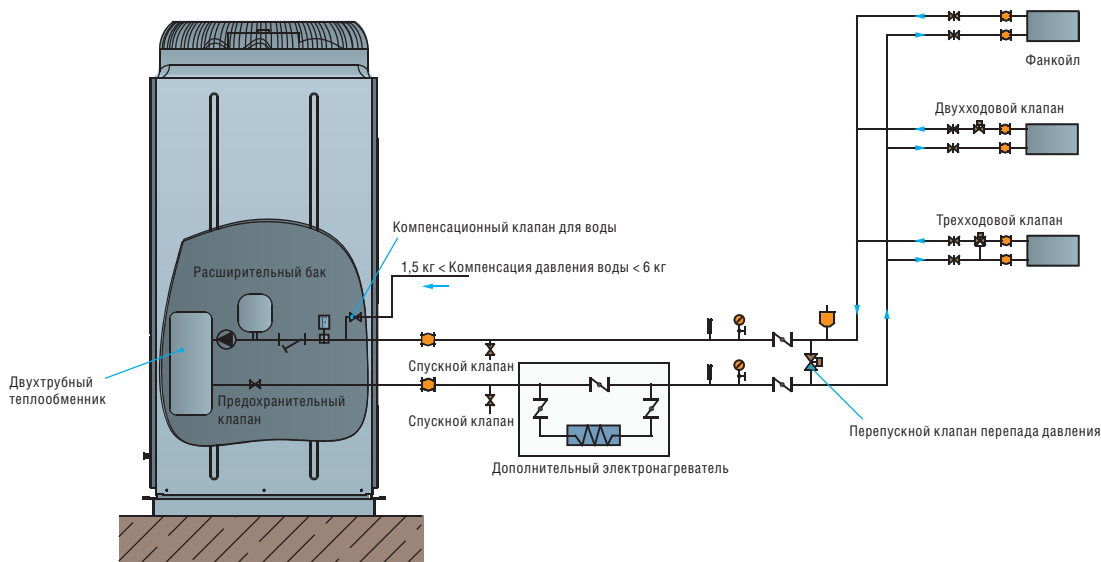 Фанкойл
Двухходовой клапан
Трехходовой клапан
Компенсационный клапан для воды
1,5 кг < Компенсация давления воды < 6 кг
Расширительный бак
Спускной клапан
Двухтрубный
теплообменник
Предохранительный
клапан
Спускной клапан
Перепускной клапан перепада давления
Дополнительный электронагреватель